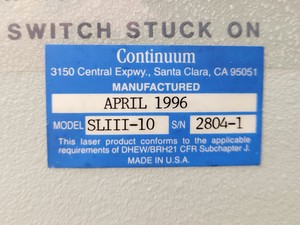 SWITCH STUCK ON
Continuum
3150 Central Expwy., Santa Clara, CA 95051
MANUFACTURED
APRIL 1996
MODEL SLIII-10 S/N 2804-1
This laser product conforms to the applicable
requirements of DHEW/BRH21 CFR Subchapter J.
MADE IN U.S.A.